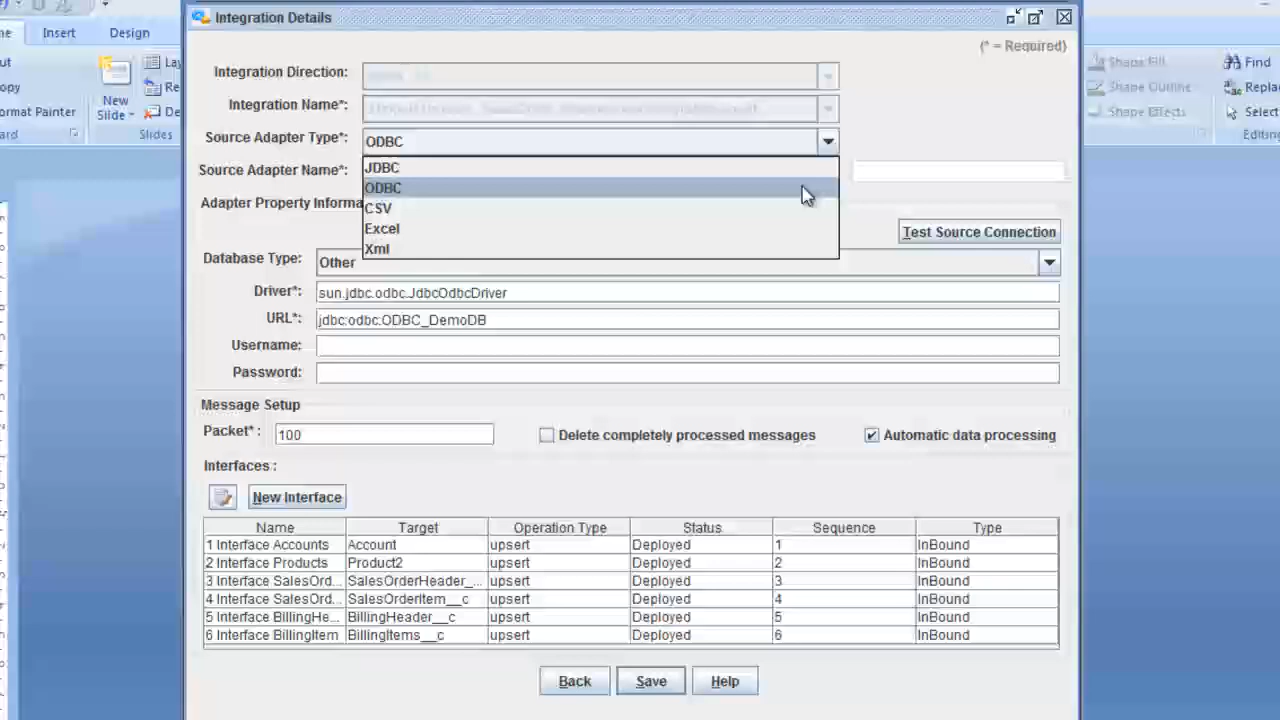 Integration Details
(* = Required)
Insert
Design
Integration Direction:
Integration Name*:
Source Adapter Type*:
ODBC
JDBC
ODBC
CSV
Excel
Xml
Source Adapter Name*:
Adapter Property Informa
Test Source Connection
Database Type:
Other
Driver*:
sun.jdbc.odbc.JdbcOdbcDriver
URL*:
jdbc:odbc:ODBC_DemoDB
Username:
Password:
Message Setup
Packet* :
100
Delete completely processed messages
Automatic data processing
Interfaces :
New Interface
Name Target Operation Type Status Sequence Type
1 Interface Accounts Account upsert Deployed 1 InBound
2 Interface Products Product2 upsert Deployed 2 InBound
3 Interface SalesOrd... SalesOrderHeader_... upsert Deployed 3 InBound
4 Interface SalesOrd... SalesOrderItem__c upsert Deployed 4 InBound
5 Interface BillingHe... BillingHeader__c upsert Deployed 5 InBound
6 Interface BillingItem BillingItems__c upsert Deployed 6 InBound
Back
Save
Help
ormat Painter
New
Slide
Slides
Shape Fill
Shape Outline
Shape Effects
Find
Replac
Select
Editing